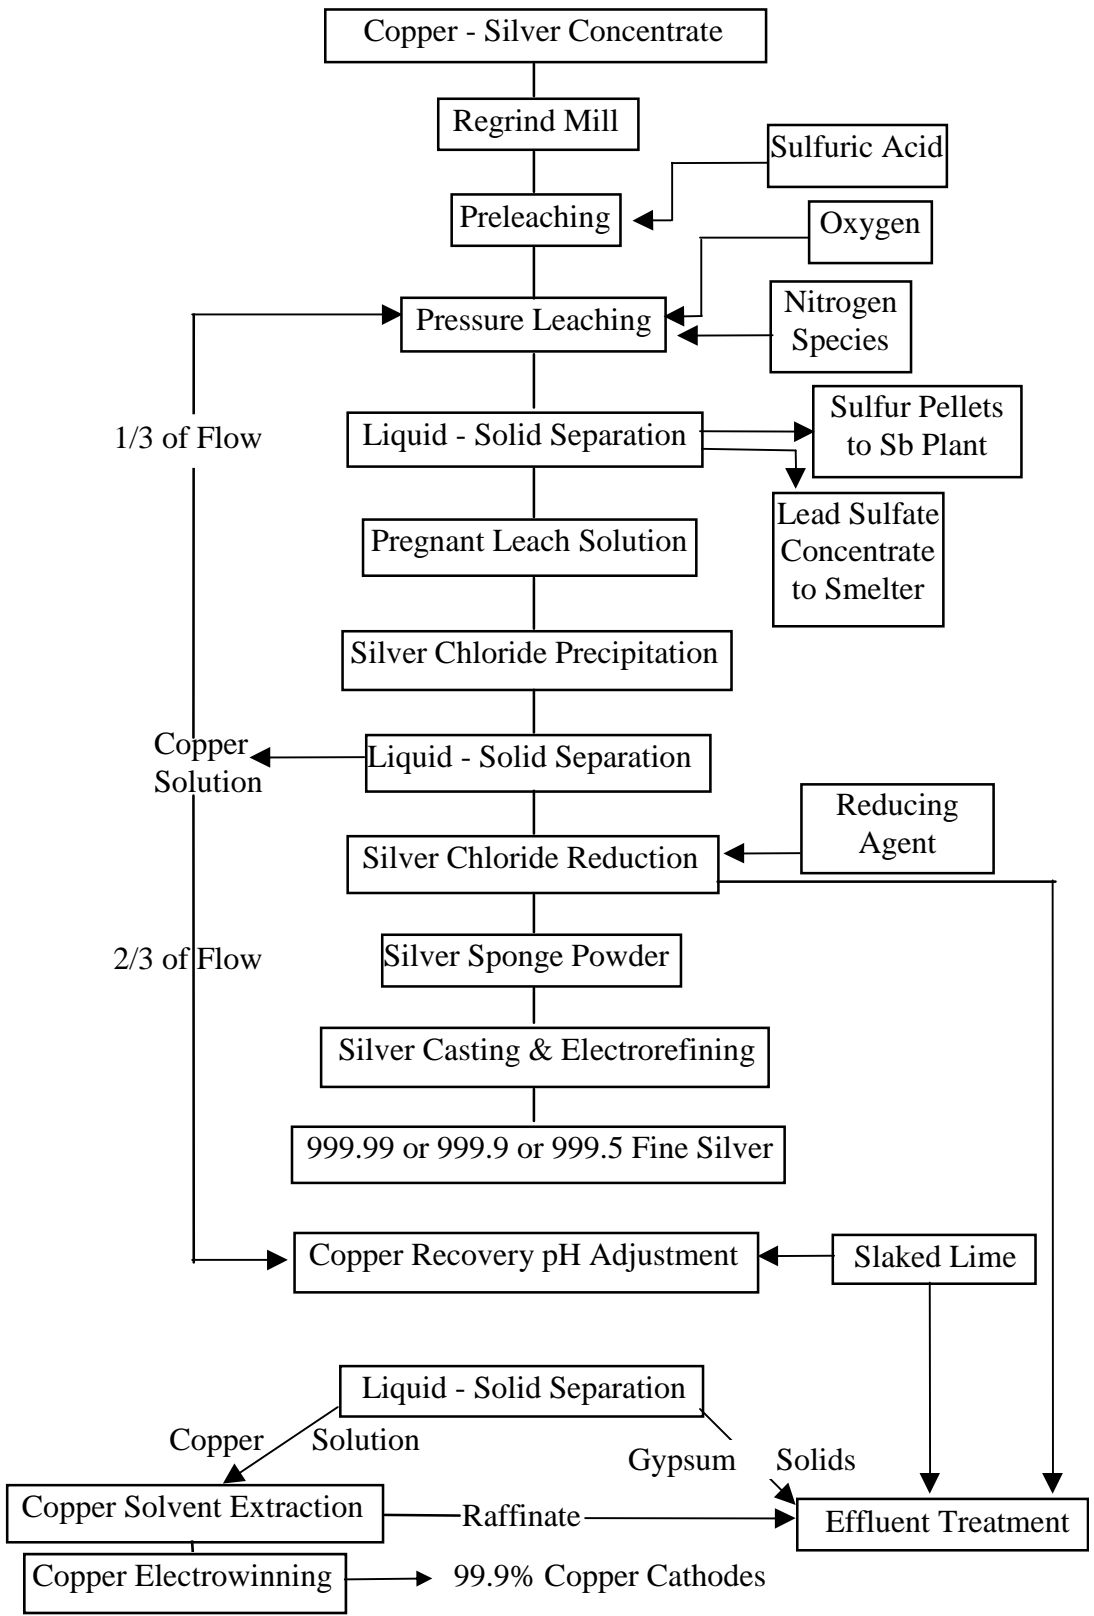 Copper - Silver Concentrate
Regrind Mill
Sulfuric Acid
Preleaching
Oxygen
Nitrogen
Species
Pressure Leaching
Sulfur Pellets
to Sb Plant
1/3 of Flow
Liquid - Solid Separation
Lead Sulfate
Concentrate
to Smelter
Pregnant Leach Solution
Silver Chloride Precipitation
Copper
Solution
Liquid - Solid Separation
Reducing
Agent
Silver Chloride Reduction
2/3 of Flow
Silver Sponge Powder
Silver Casting & Electrorefining
999.99 or 999.9 or 999.5 Fine Silver
Copper Recovery pH Adjustment
Slaked Lime
Liquid - Solid Separation
Copper Solution
Gypsum Solids
Copper Solvent Extraction
Raffinate
Effluent Treatment
Copper Electrowinning
99.9% Copper Cathodes